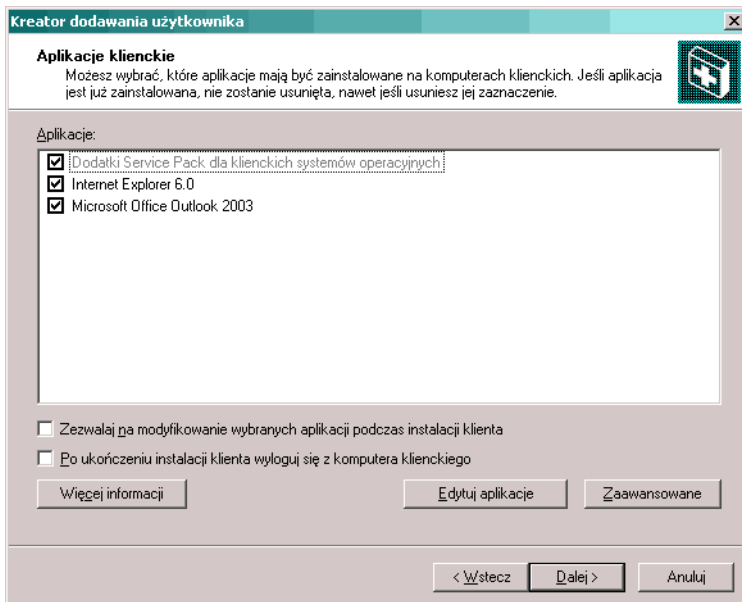 Kreator dodawania użytkownika
Aplikacje klienckie
Możesz wybrać, które aplikacje mają być zainstalowane na komputerach klienckich. Jeśli aplikacja
jest już zainstalowana, nie zostanie usunięta, nawet jeśli usuniesz jej zaznaczenie.
Aplikacje:
Dodatki Service Pack dla klienckich systemów operacyjnych
Internet Explorer 6.0
Microsoft Office Outlook 2003
Zezwalaj na modyfikowanie wybranych aplikacji podczas instalacji klienta
Po ukończeniu instalacji klienta wyloguj się z komputera klienckiego
Więcej informacji
Edytuj aplikacje
Zaawansowane
< Wstecz
Dalej >
Anuluj